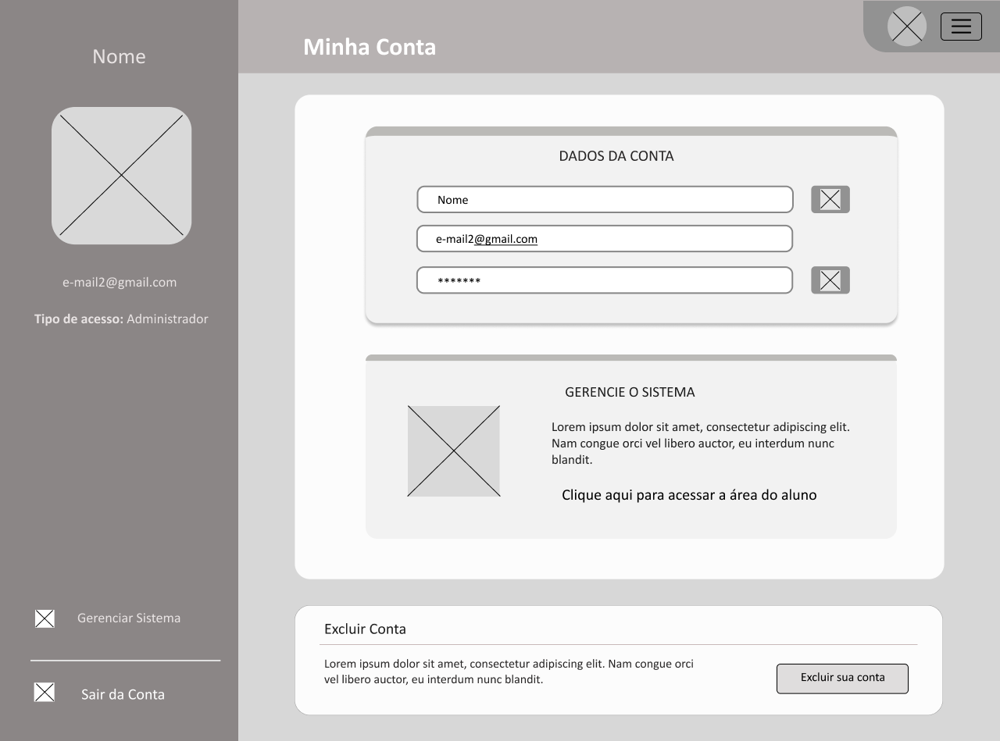 Nome
e-mail2@gmail.com
Tipo de acesso: Administrador
Gerenciar Sistema
Sair da Conta
Minha Conta
DADOS DA CONTA
Nome
e-mail2@gmail.com
*******
GERENCIE O SISTEMA
Lorem ipsum dolor sit amet, consectetur adipiscing elit.
Nam congue orci vel libero auctor, eu interdum nunc
blandit.
Clique aqui para acessar a área do aluno
Excluir Conta
Lorem ipsum dolor sit amet, consectetur adipiscing elit. Nam congue orci
vel libero auctor, eu interdum nunc blandit.
Excluir sua conta